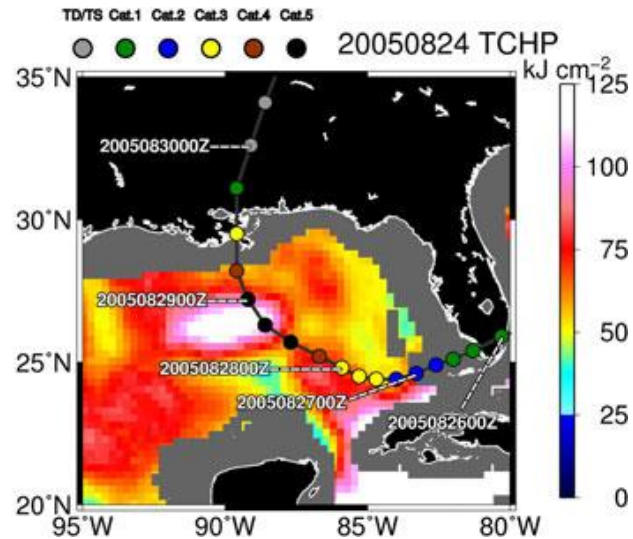 TD/TS Cat.1 Cat.2 Cat.3 Cat.4 Cat.5
20050824 TCHP
kJ cm⁻²
35°N
125
2005083000Z
100
30°N
75
2005082900Z
25°N
2005082800Z
50
2005082700Z
2005082600Z
25
20°N
0
95°W 90°W 85°W 80°W